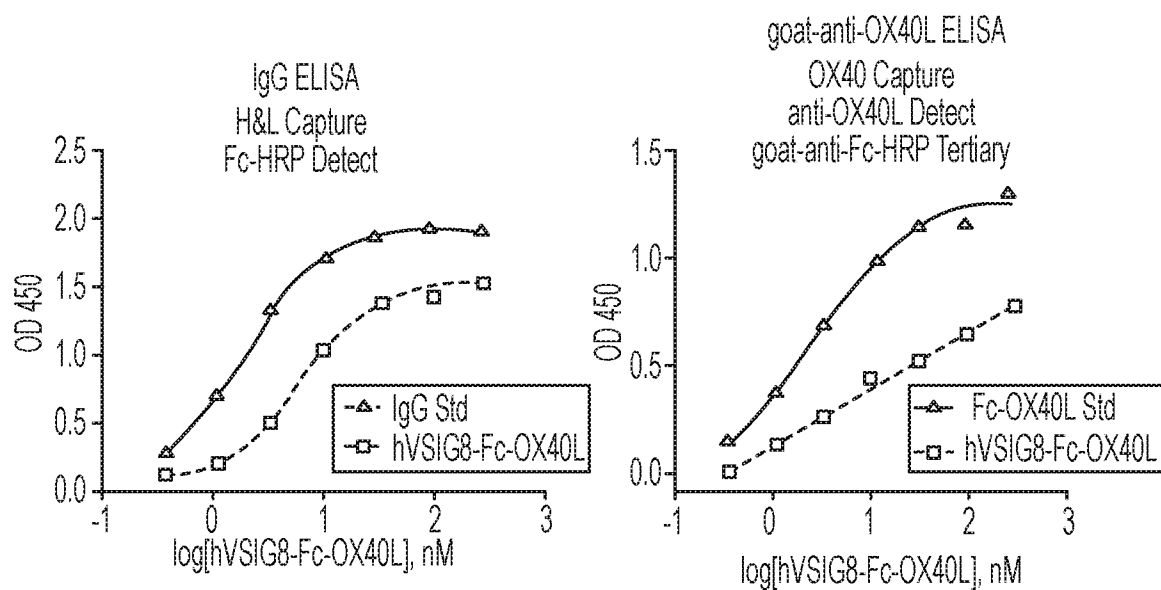 IgG ELISA
H&L Capture
Fc-HRP Detect
2.5
2.0
1.5
1.0
0.5
0.0
OD 450
-1
0
1
2
3
log[hVSIG8-Fc-OX40L], nM
IgG Std
hVSIG8-Fc-OX40L
goat-anti-OX40L ELISA
OX40 Capture
anti-OX40L Detect
goat-anti-Fc-HRP Tertiary
1.5
1.0
0.5
0.0
OD 450
-1
0
1
2
3
log[hVSIG8-Fc-OX40L], nM
Fc-OX40L Std
hVSIG8-Fc-OX40L